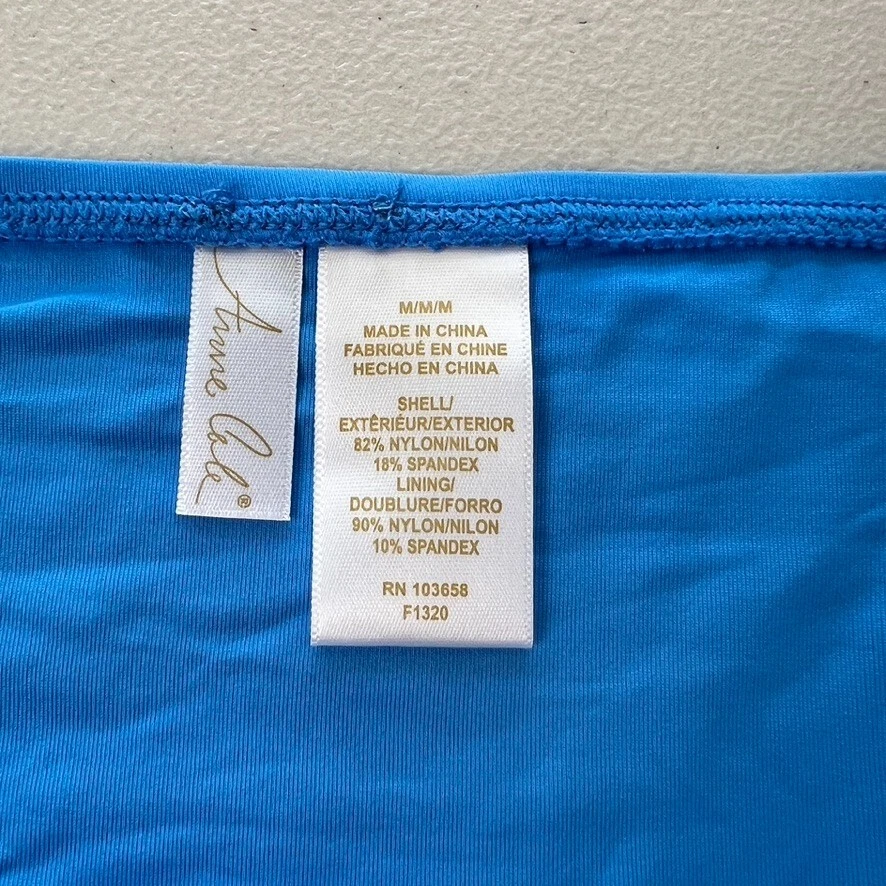 Anne Cole®
M/M/M
MADE IN CHINA
FABRIQUÉ EN CHINE
HECHO EN CHINA
SHELL/
EXTÊRIÉUR/EXTERIOR
82% NYLON/NILON
18% SPANDEX
LINING/
DOUBLURE/FORRO
90% NYLON/NILON
10% SPANDEX
RN 103658
F1320